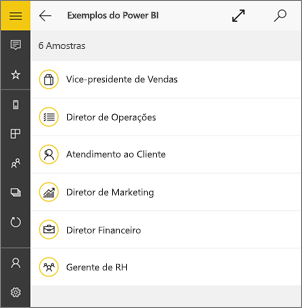 Exemplos do Power BI
6 Amostras
Vice-presidente de Vendas
Diretor de Operações
Atendimento ao Cliente
Diretor de Marketing
Diretor Financeiro
Gerente de RH